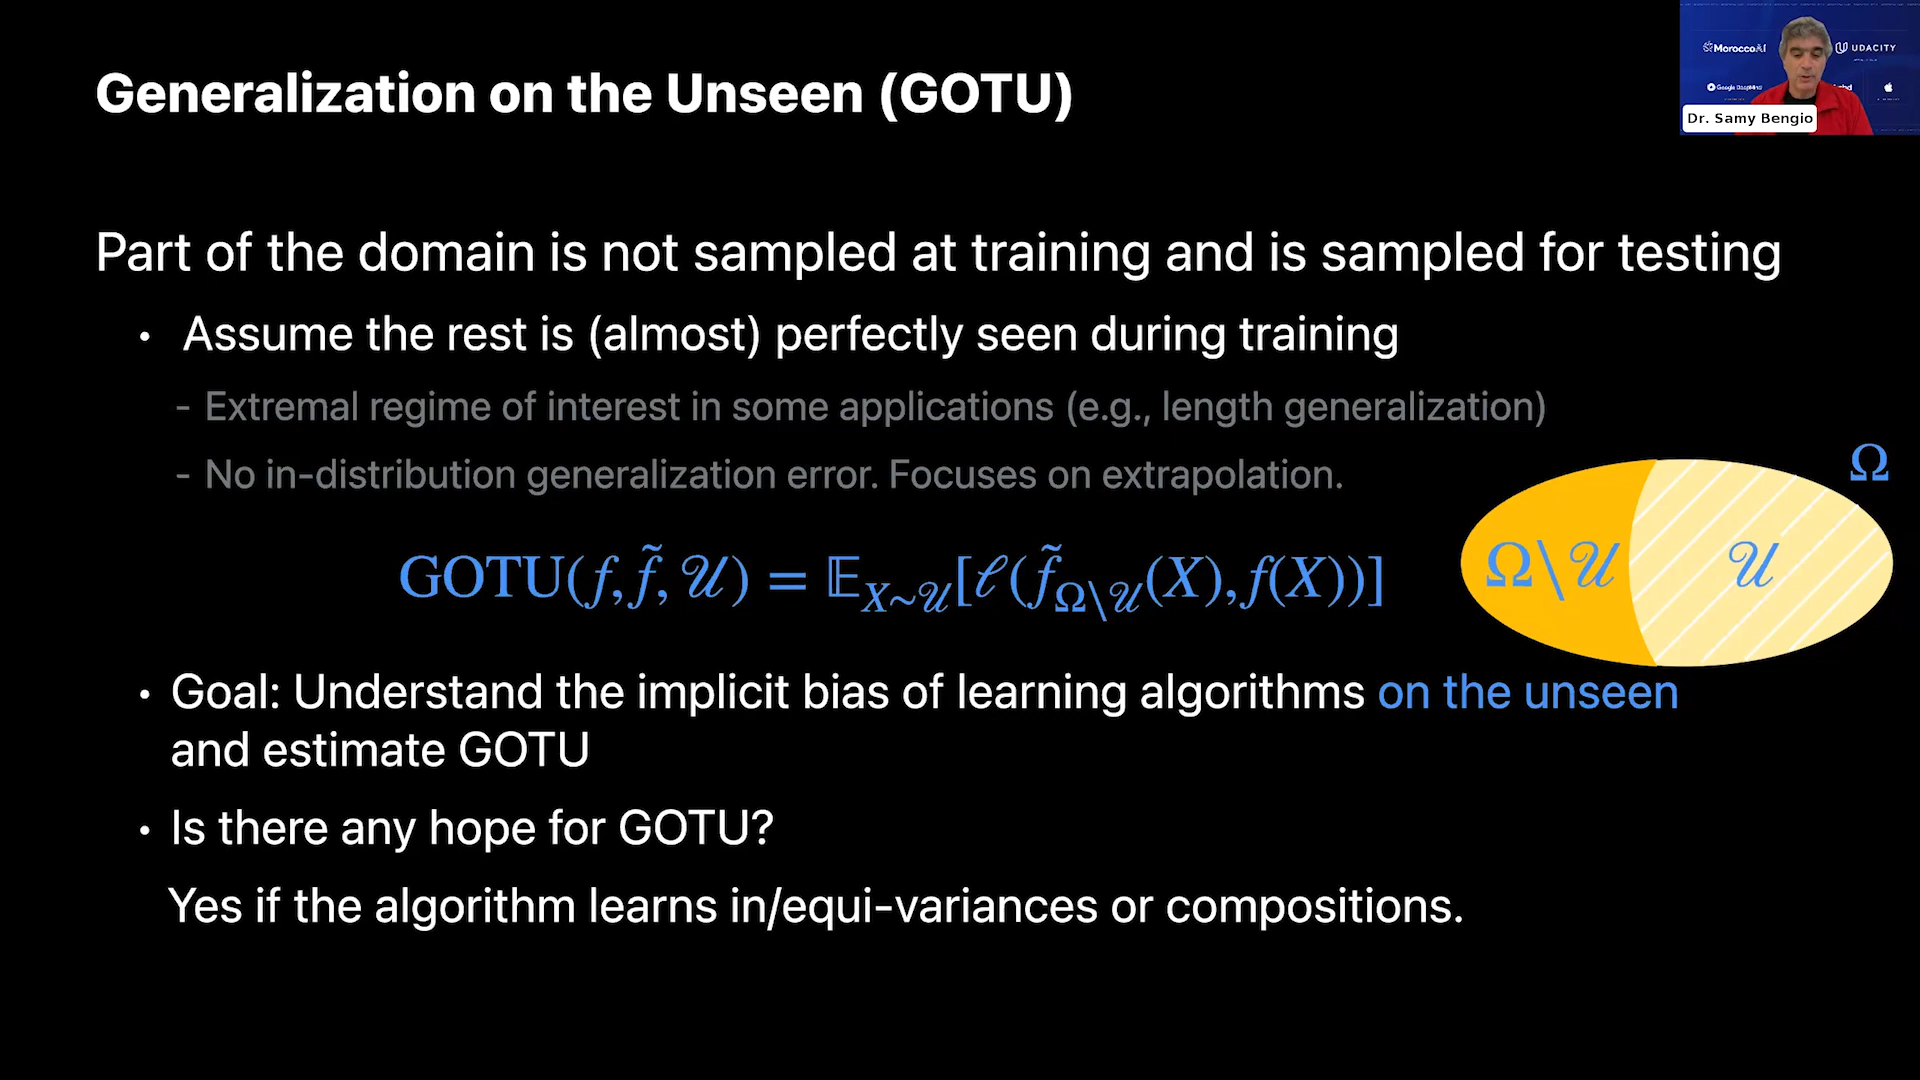 Generalization on the Unseen (GOTU)
MoroccoAI
UDACITY
Google DeepMind
Dr. Samy Bengio
Part of the domain is not sampled at training and is sampled for testing
• Assume the rest is (almost) perfectly seen during training
- Extremal regime of interest in some applications (e.g., length generalization)
- No in-distribution generalization error. Focuses on extrapolation.
Ω
GOTU(f, f̃, 𝒰) = 𝔼_{X∼𝒰}[ℓ(f̃_{Ω\𝒰}(X), f(X))]
Ω\𝒰
𝒰
• Goal: Understand the implicit bias of learning algorithms on the unseen
and estimate GOTU
• Is there any hope for GOTU?
Yes if the algorithm learns in/equi-variances or compositions.